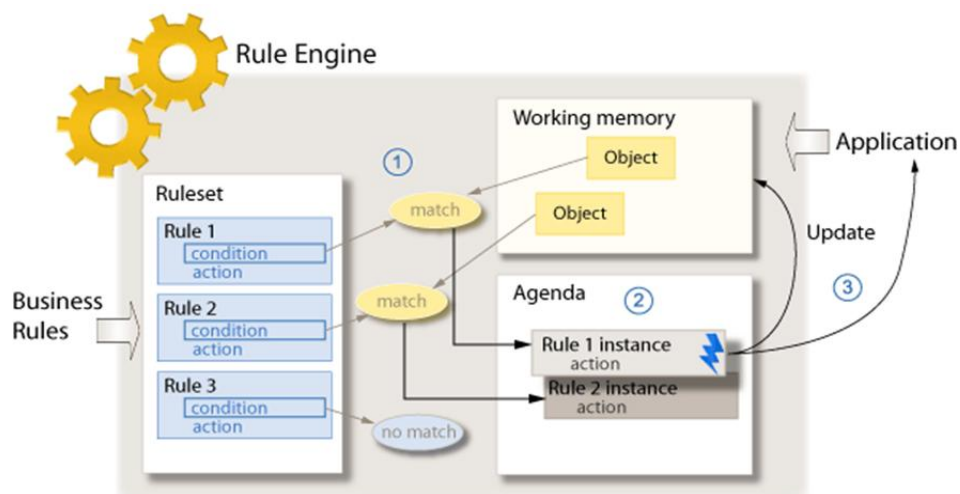 Rule Engine
Working memory
Application
1
Object
Ruleset
match
Object
Rule 1
condition
action
Update
Agenda
2
3
Business
Rules
Rule 2
condition
action
match
Rule 1 instance
action
Rule 2 instance
action
Rule 3
condition
action
no match